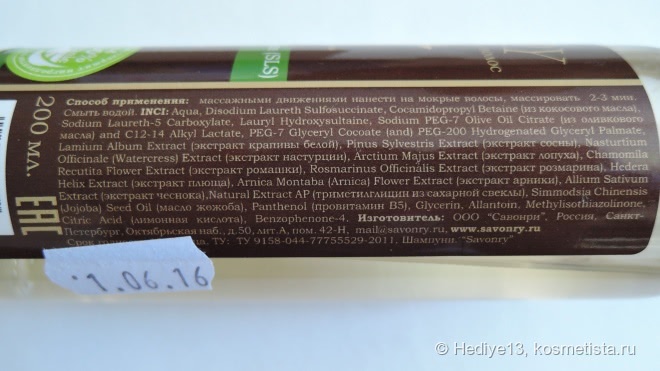 (SLS)
Способ применения: массажными движениями нанести на мокрые волосы, массировать 2-3 мин.
Смыть водой. INCI: Aqua, Disodium Laureth Sulfosuccinate, Cocamidopropyl Betaine (из кокосового масла),
Sodium Laureth-5 Carboxylate, Lauryl Hydroxysultaine, Sodium PEG-7 Olive Oil Citrate (из оливкового
масла) and C12-14 Alkyl Lactate, PEG-7 Glyceryl Cocoate (and) PEG-200 Hydrogenated Glyceryl Palmate,
Lamium Album Extract (экстракт крапивы белой), Pinus Sylvestris Extract (экстракт сосны), Nasturtium
Officinale (Watercress) Extract (экстракт настурции), Arctium Majus Extract (экстракт лопуха), Chamomila
Recutita Flower Extract (экстракт ромашки), Rosmarinus Officinalis Extract (экстракт розмарина), Hedera
Helix Extract (экстракт плюща), Arnica Montaba (Arnica) Flower Extract (экстракт арники), Allium Sativum
Extract (экстракт чеснока),Natural Extract AP (триметилглицин из сахарной свеклы), Simmodsja Chinensis
(Jojoba) Seed Oil (масло жожоба), Panthenol (провитамин B5), Glycerin, Allantoin, Methylisothiazolinone,
Citric Acid (лимонная кислота), Benzophenone-4. Изготовитель: ООО "Савонри", Россия, Санкт-
Петербург, Октябрьская наб., д.50, лит.А, пом. 42-Н, mail@savonry.ru, www.savonry.ru
Срок годности ТУ: ТУ 9158-044-77755529-2011, Шампуни. "Savonry"
200 МЛ.
EAC
1.06.16
© Hediye13, kosmetista.ru